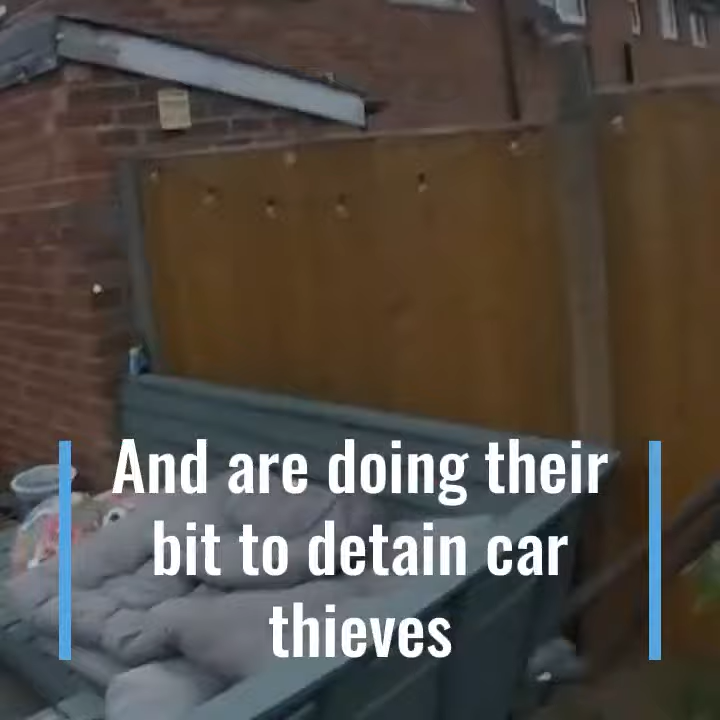 And are doing their
bit to detain car
thieves